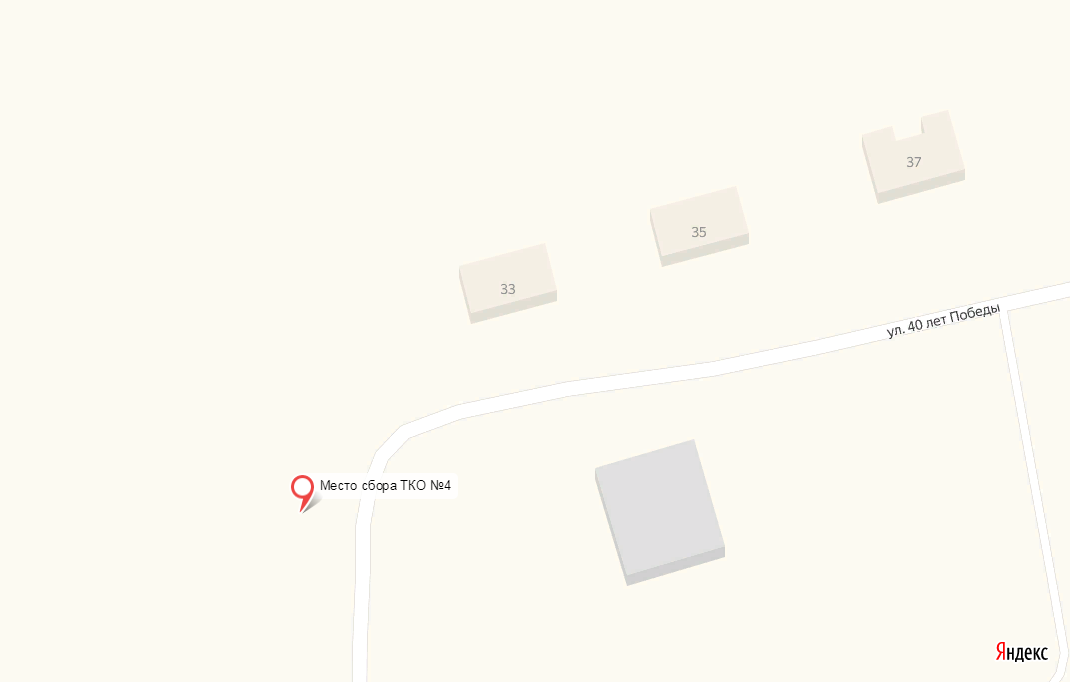 37
35
33
ул. 40 лет Победы
Место сбора ТКО №4
Яндекс